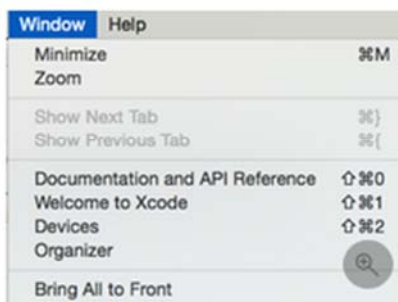 Window Help
Minimize ⌘M
Zoom
Show Next Tab ⌘}
Show Previous Tab ⌘{
Documentation and API Reference ⇧⌘0
Welcome to Xcode ⇧⌘1
Devices ⇧⌘2
Organizer
Bring All to Front